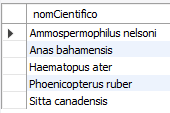 nomCientifico
Ammospermophilus nelsoni
Anas bahamensis
Haematopus ater
Phoenicopterus ruber
Sitta canadensis